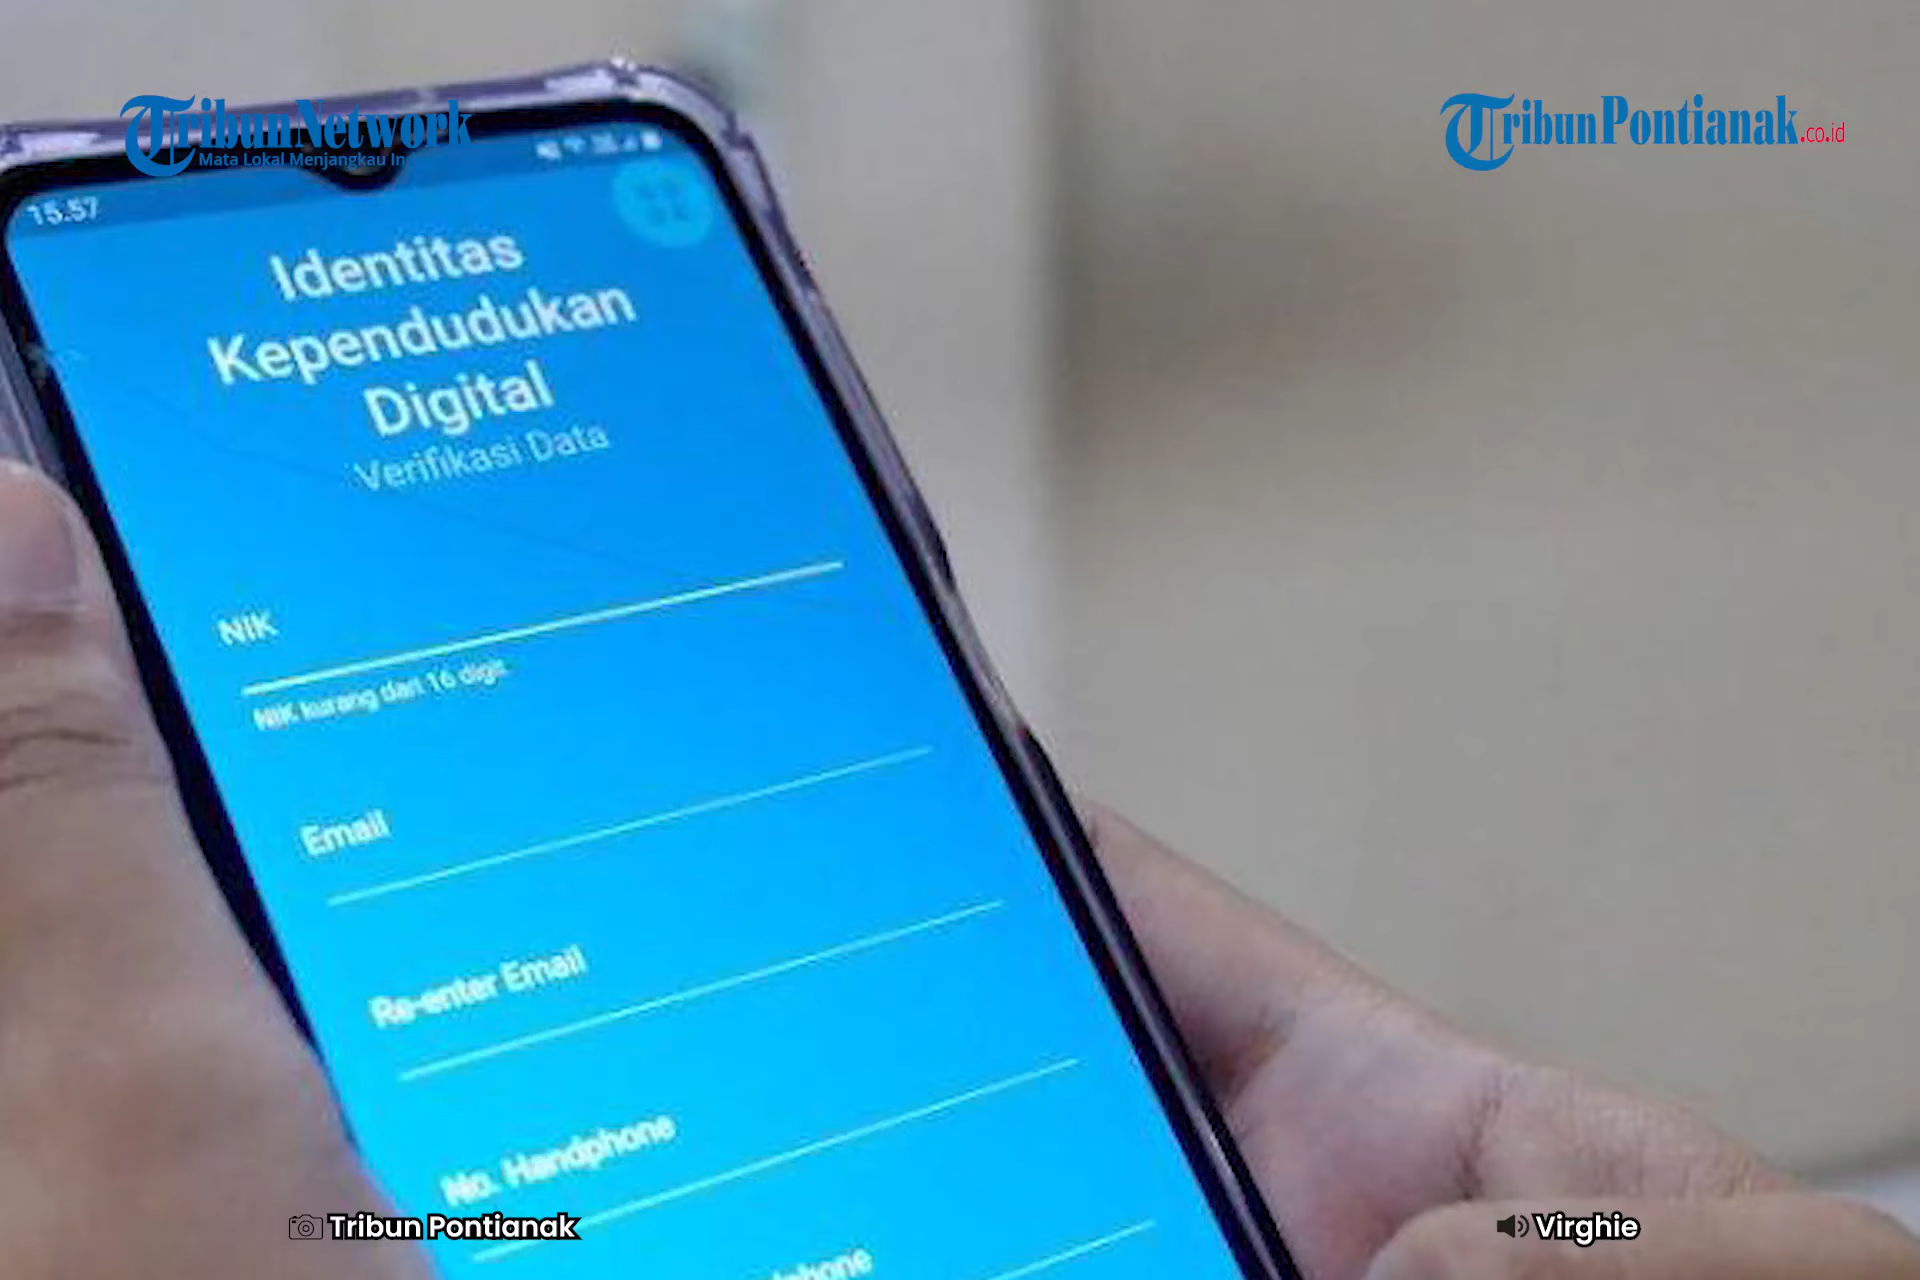 TribunNetwork
Mata Lokal Menjangkau
TribunPontianak.co.id
15.57
Identitas
Kependudukan
Digital
Verifikasi Data
NIK
NIK kurang dari 16 digit
Email
Re-enter Email
No. Handphone
Tribun Pontianak
Virghie